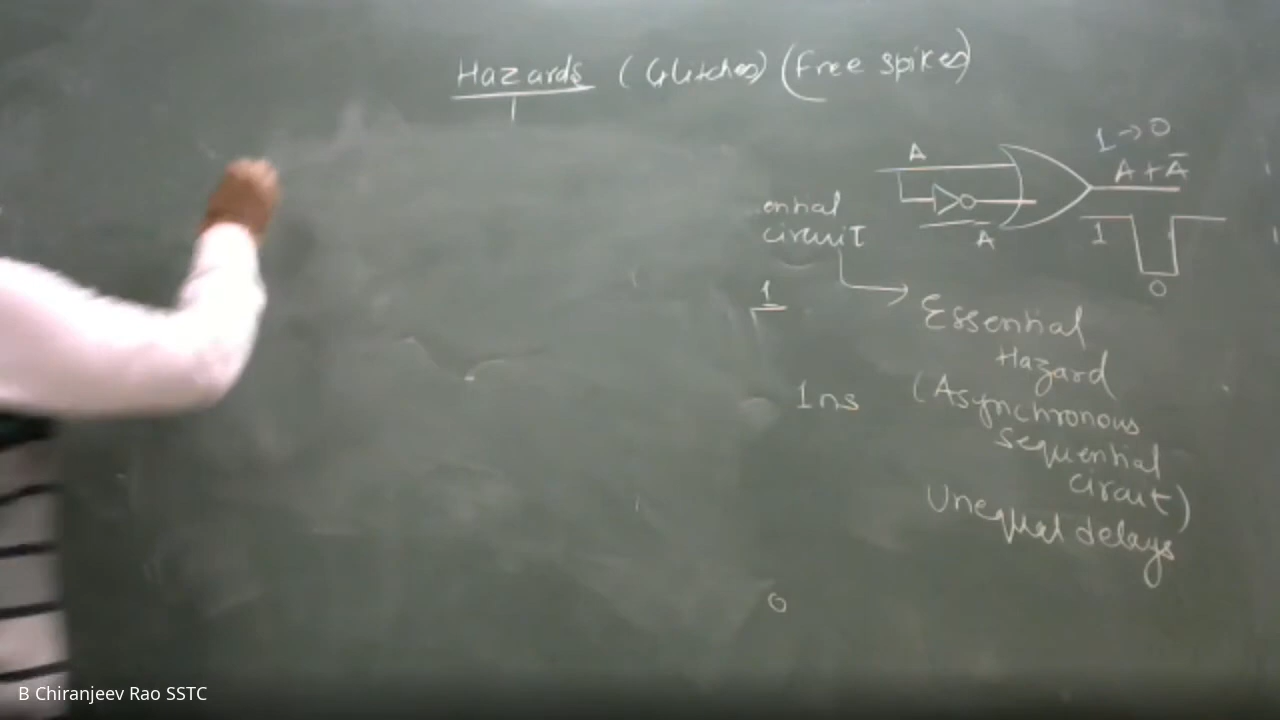 Hazards (Glitches) (Free spikes)
1 → 0
A
A + Ā
Ā
1
0
ential
circuit
1
Essential
Hazard
1ns
(Asynchronous
sequential
circuit)
Unequal delays
0
B Chiranjeev Rao SSTC